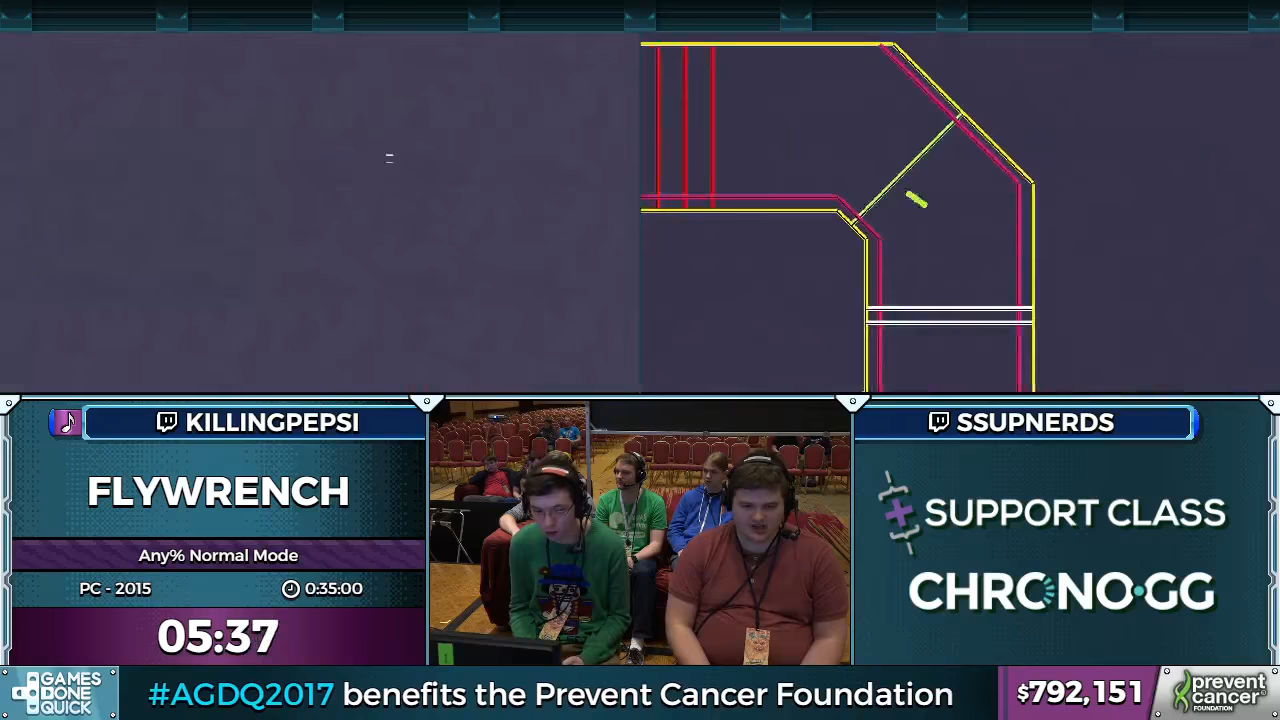 KILLINGPEPSI
SSUPNERDS
FLYWRENCH
Any% Normal Mode
PC - 2015
0:35:00
05:37
SUPPORT CLASS
CHRONO.GG
GAMES
DONE
QUICK
#AGDQ2017 benefits the Prevent Cancer Foundation
$792,151
prevent
cancer
FOUNDATION